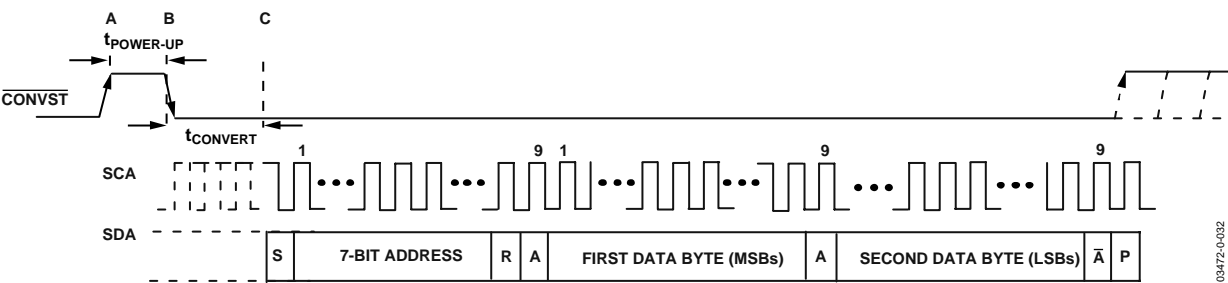 A B C
tPOWER-UP
CONVST
tCONVERT
1 9 1 9 9
SCA
SDA
S 7-BIT ADDRESS R A FIRST DATA BYTE (MSBs) A SECOND DATA BYTE (LSBs) A̅ P
03472-0-032